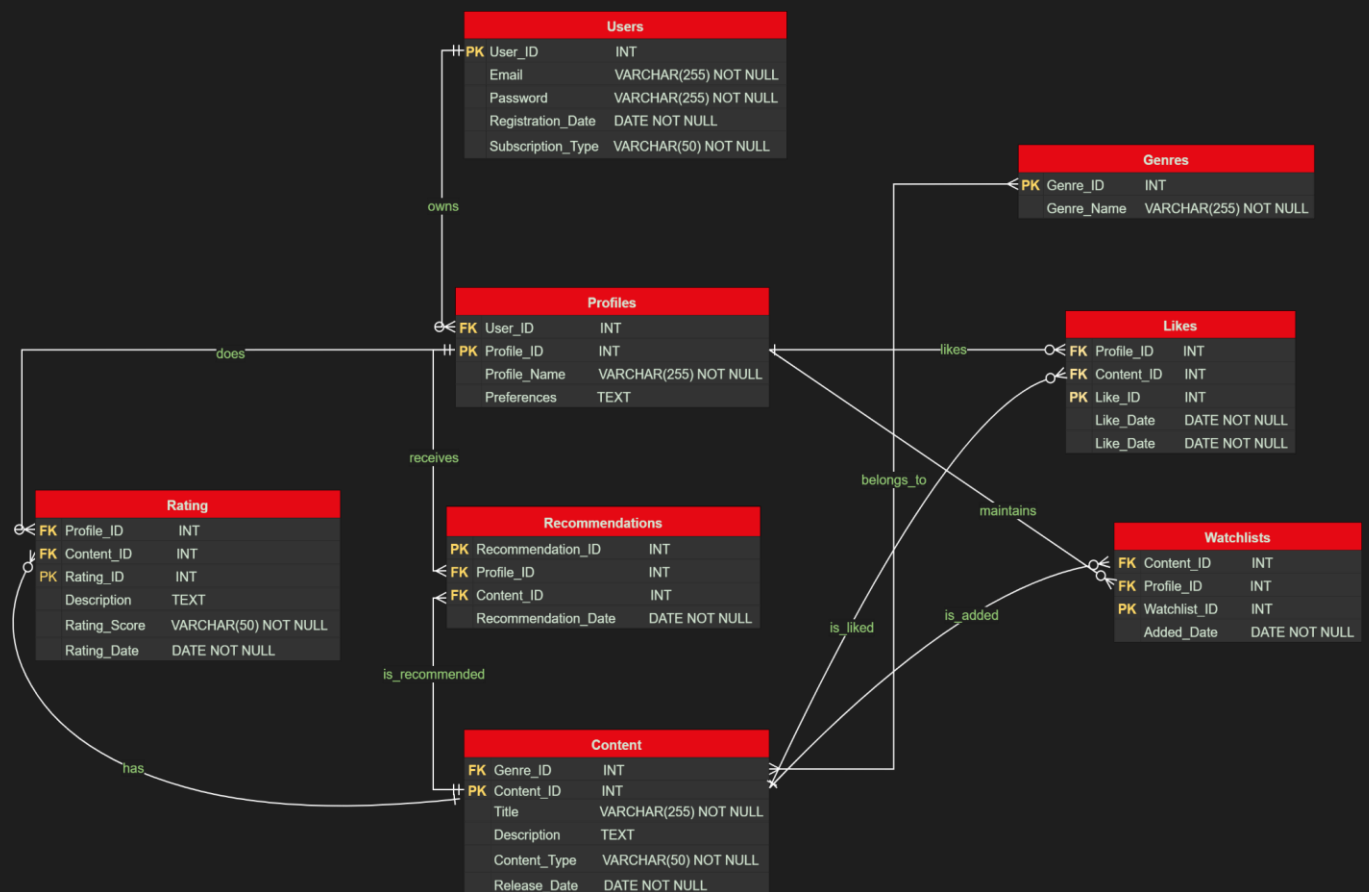 Users
PK User_ID INT
Email VARCHAR(255) NOT NULL
Password VARCHAR(255) NOT NULL
Registration_Date DATE NOT NULL
Subscription_Type VARCHAR(50) NOT NULL
owns
Genres
PK Genre_ID INT
Genre_Name VARCHAR(255) NOT NULL
Profiles
FK User_ID INT
PK Profile_ID INT
Profile_Name VARCHAR(255) NOT NULL
Preferences TEXT
does
likes
Likes
FK Profile_ID INT
FK Content_ID INT
PK Like_ID INT
Like_Date DATE NOT NULL
Like_Date DATE NOT NULL
receives
belongs_to
maintains
Rating
FK Profile_ID INT
FK Content_ID INT
PK Rating_ID INT
Description TEXT
Rating_Score VARCHAR(50) NOT NULL
Rating_Date DATE NOT NULL
Recommendations
PK Recommendation_ID INT
FK Profile_ID INT
FK Content_ID INT
Recommendation_Date DATE NOT NULL
Watchlists
FK Content_ID INT
FK Profile_ID INT
PK Watchlist_ID INT
Added_Date DATE NOT NULL
is_added
is_liked
is_recommended
has
Content
FK Genre_ID INT
PK Content_ID INT
Title VARCHAR(255) NOT NULL
Description TEXT
Content_Type VARCHAR(50) NOT NULL
Release_Date DATE NOT NULL